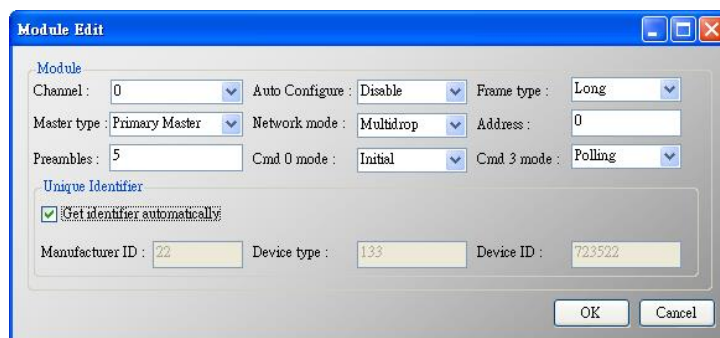 Module Edit
Module
Channel : 0 Auto Configure : Disable Frame type : Long
Master type : Primary Master Network mode : Multidrop Address : 0
Preambles : 5 Cmd 0 mode : Initial Cmd 3 mode : Polling
Unique Identifier
Get identifier automatically
Manufacturer ID : 22 Device type : 133 Device ID : 723522
OK Cancel